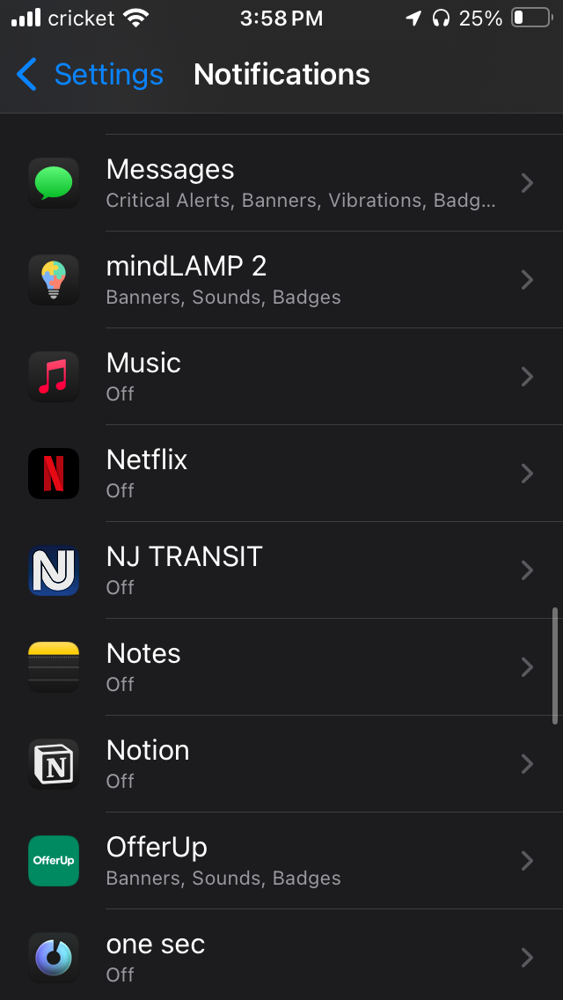 cricket 3:58 PM 25%
Settings Notifications
Messages
Critical Alerts, Banners, Vibrations, Badg...
mindLAMP 2
Banners, Sounds, Badges
Music
Off
Netflix
Off
NJ TRANSIT
Off
Notes
Off
Notion
Off
OfferUp
OfferUp
Banners, Sounds, Badges
one sec
Off